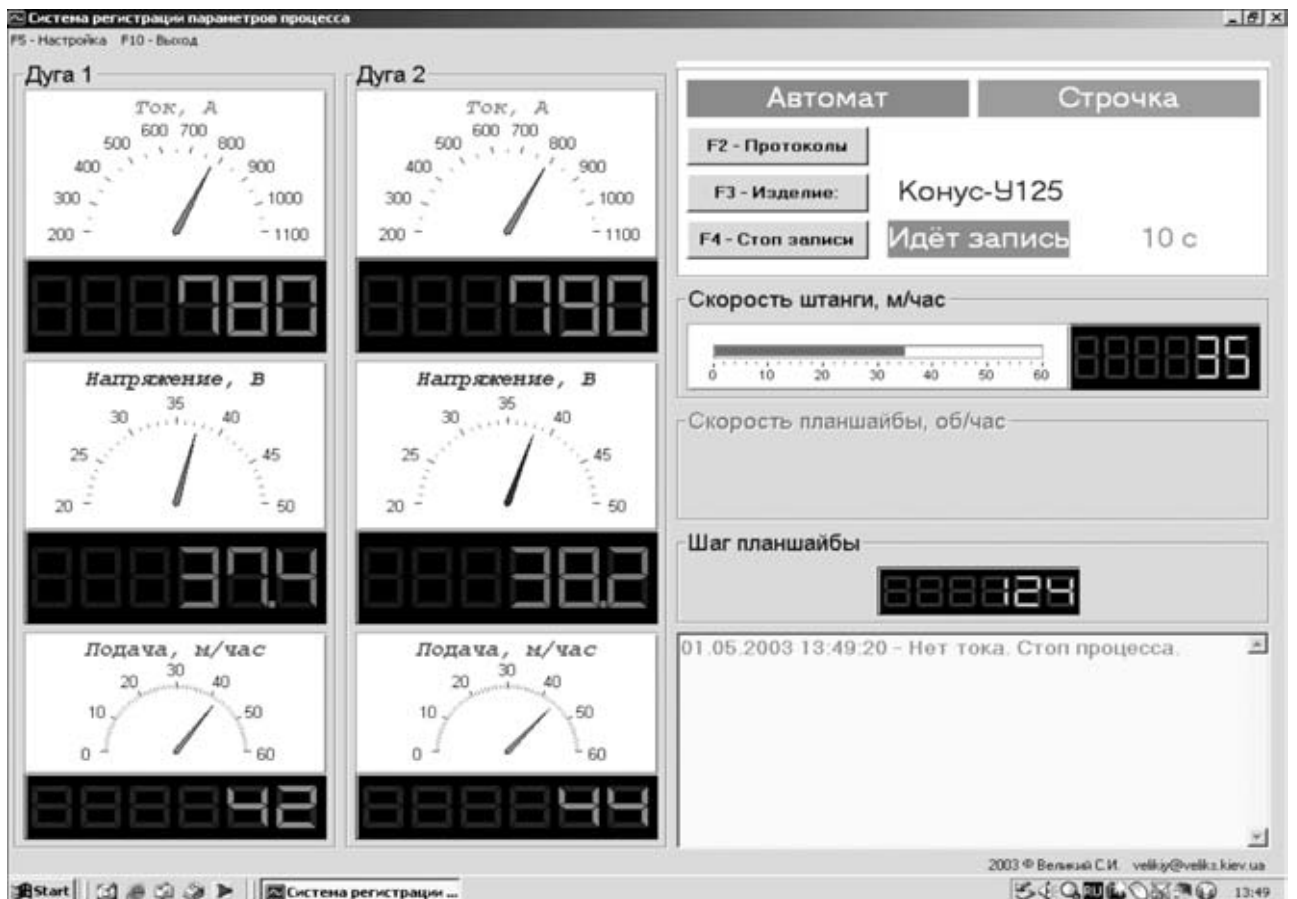 Система регистрации параметров процесса
F5 - Настройка F10 - Выход
Дуга 1
Ток, А
200 300 400 500 600 700 800 900 1000 1100
780
Напряжение, В
20 25 30 35 40 45 50
37.4
Подача, м/час
0 10 20 30 40 50 60
42
Дуга 2
Ток, А
200 300 400 500 600 700 800 900 1000 1100
790
Напряжение, В
20 25 30 35 40 45 50
38.2
Подача, м/час
0 10 20 30 40 50 60
44
Автомат Строчка
F2 - Протоколы
F3 - Изделие: Конус-У125
F4 - Стоп записи Идёт запись 10 с
Скорость штанги, м/час
0 10 20 30 40 50 60
35
Скорость планшайбы, об/час
Шаг планшайбы
124
01.05.2003 13:49:20 - Нет тока. Стоп процесса.
2003 © Великий С.И. velikiy@veliks.kiev.ua
Start Система регистрации ... RU 13:49